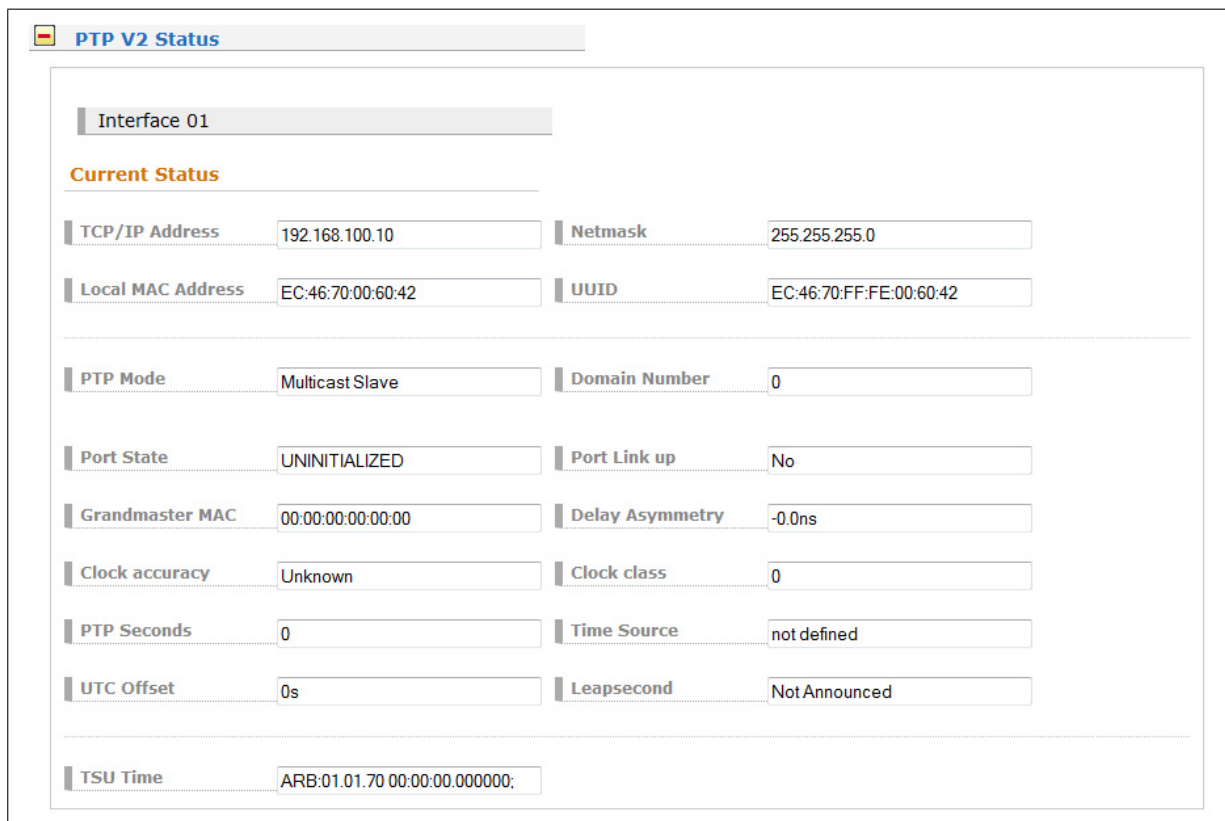 PTP V2 Status
Interface 01
Current Status
TCP/IP Address 192.168.100.10 Netmask 255.255.255.0
Local MAC Address EC:46:70:00:60:42 UUID EC:46:70:FF:FE:00:60:42
PTP Mode Multicast Slave Domain Number 0
Port State UNINITIALIZED Port Link up No
Grandmaster MAC 00:00:00:00:00:00 Delay Asymmetry -0.0ns
Clock accuracy Unknown Clock class 0
PTP Seconds 0 Time Source not defined
UTC Offset 0s Leapsecond Not Announced
TSU Time ARB:01.01.70 00:00:00.000000;